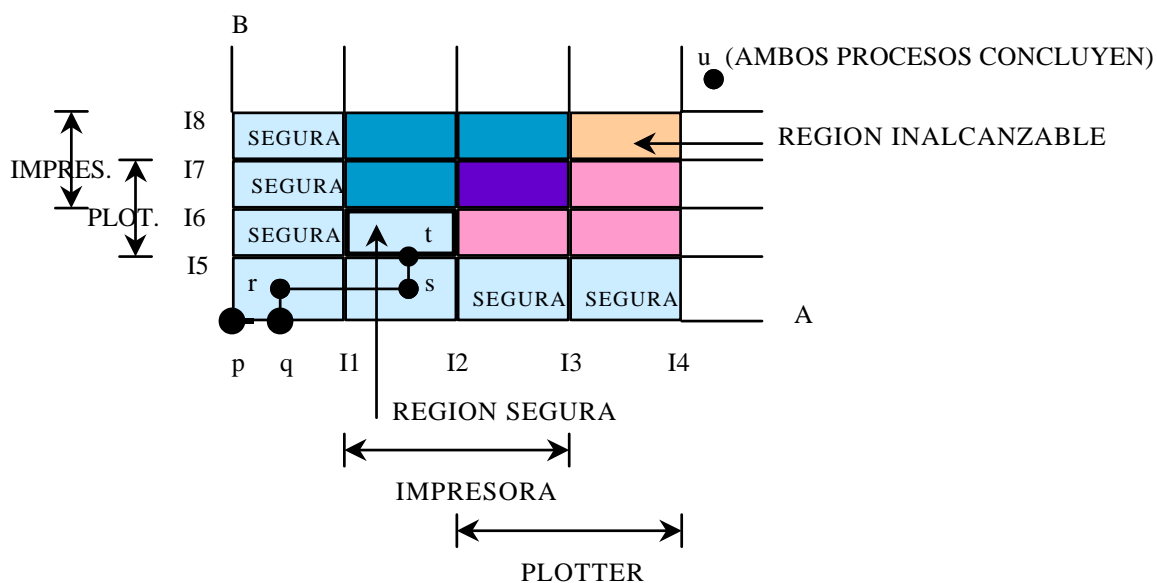 B
u (AMBOS PROCESOS CONCLUYEN)
I8
SEGURA
REGION INALCANZABLE
IMPRES.
I7
SEGURA
PLOT.
I6
SEGURA
t
I5
r
s
SEGURA
SEGURA
A
p q I1 I2 I3 I4
REGION SEGURA
IMPRESORA
PLOTTER